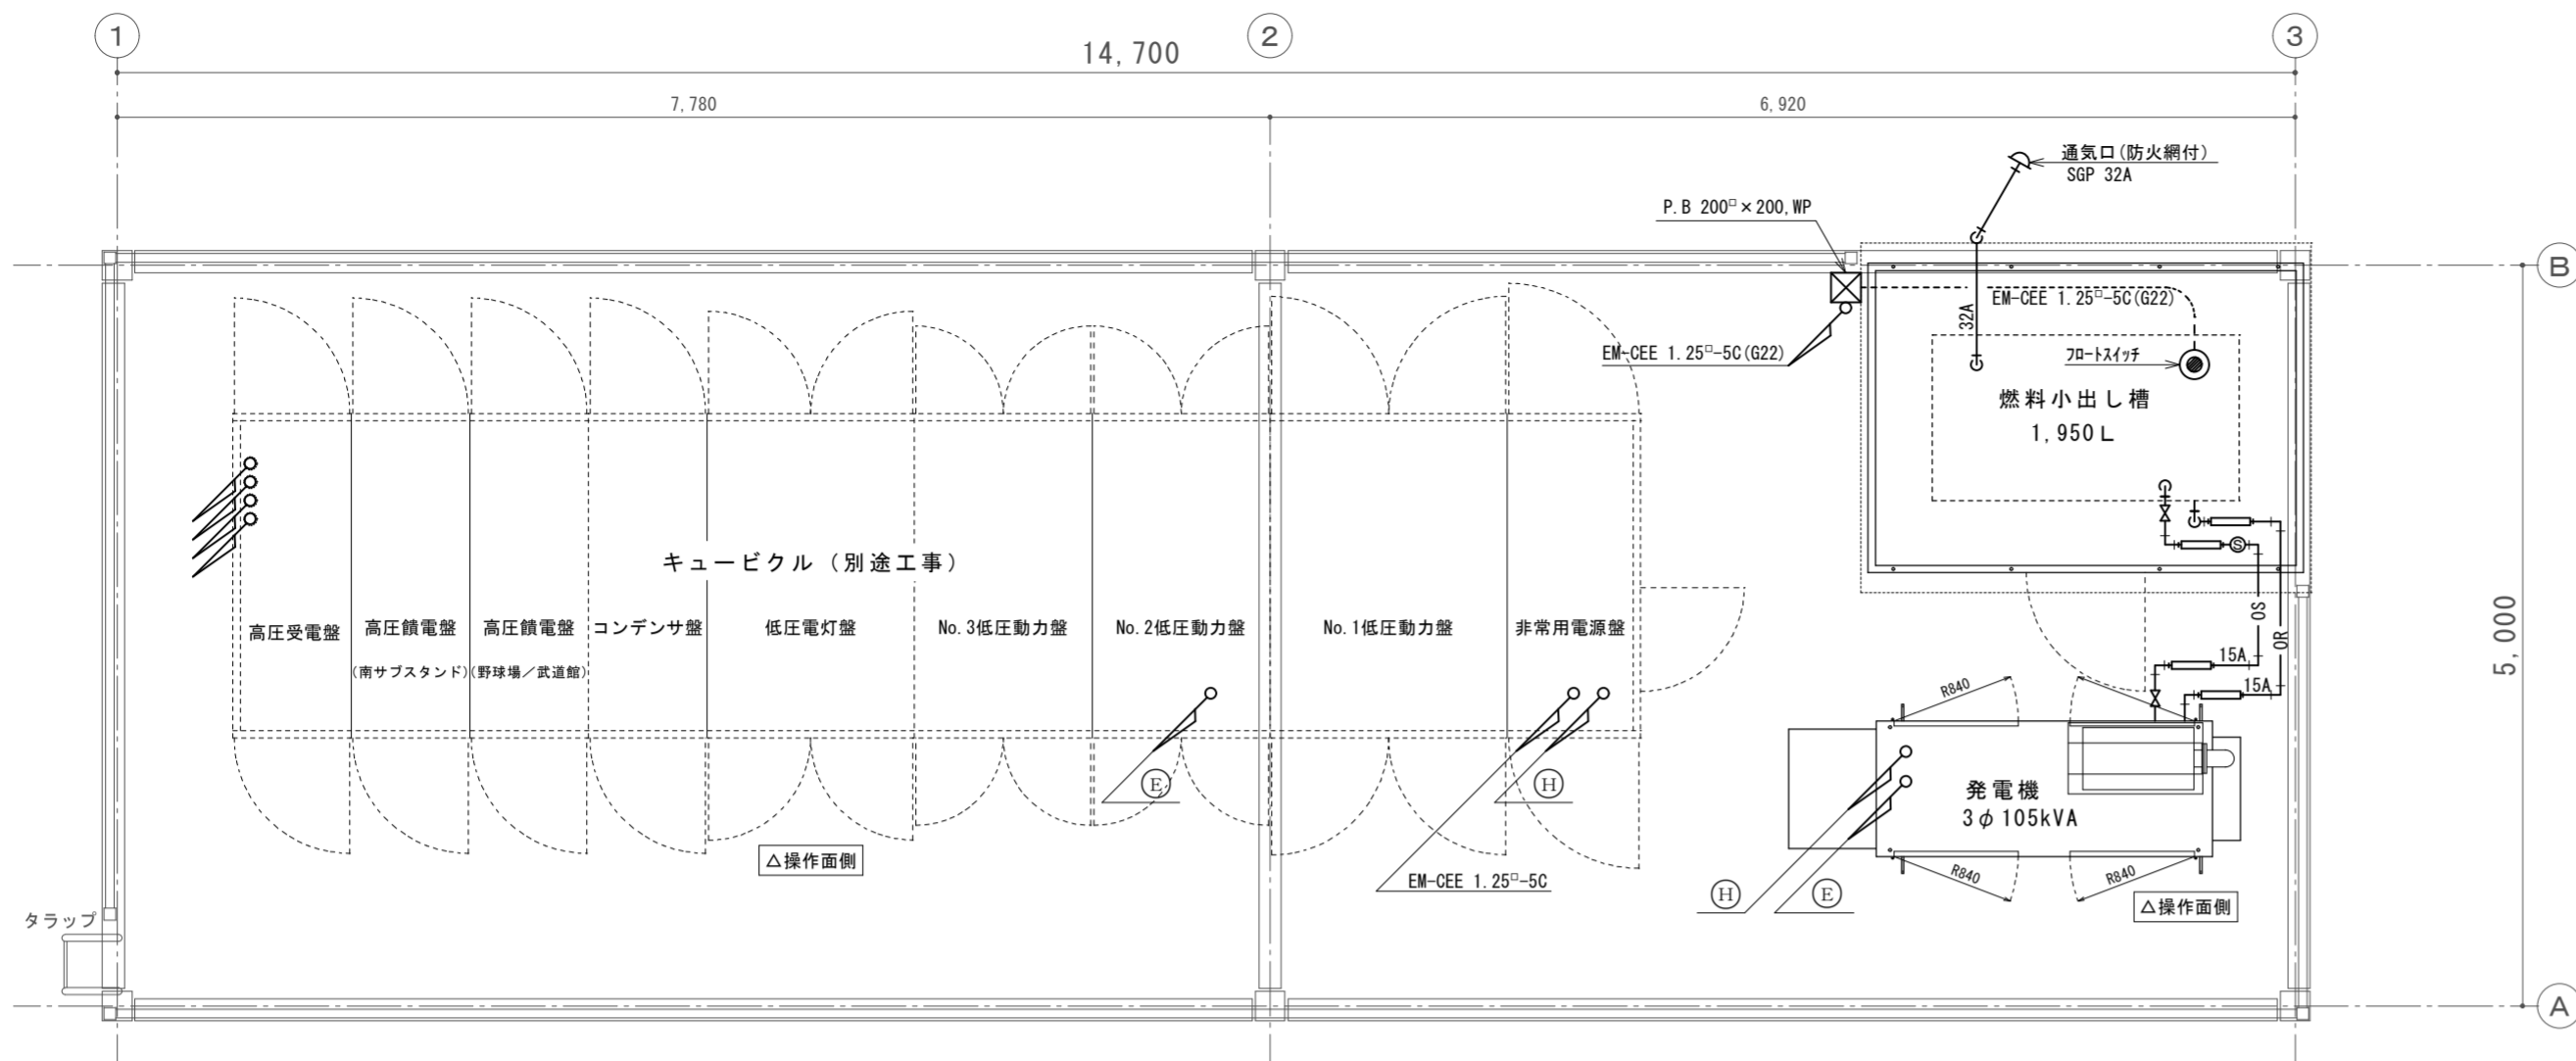 1
2
3
14,700
7,780
6,920
通気口(防火網付)
SGP 32A
P.B 200□×200,WP
B
EM-CEE 1.25□-5C(G22)
32A
EM-CEE 1.25□-5C(G22)
フロートスイッチ
燃料小出し槽
1,950L
S
キュービクル (別途工事)
高圧受電盤
高圧饋電盤
(南サブスタンド)
高圧饋電盤
(野球場/武道館)
コンデンサ盤
低圧電灯盤
No.3低圧動力盤
No.2低圧動力盤
No.1低圧動力盤
非常用電源盤
OS
OR
5,000
15A
15A
R840
E
H
発電機
3φ105kVA
△操作面側
EM-CEE 1.25□-5C
R840
R840
H
E
△操作面側
タラップ
A